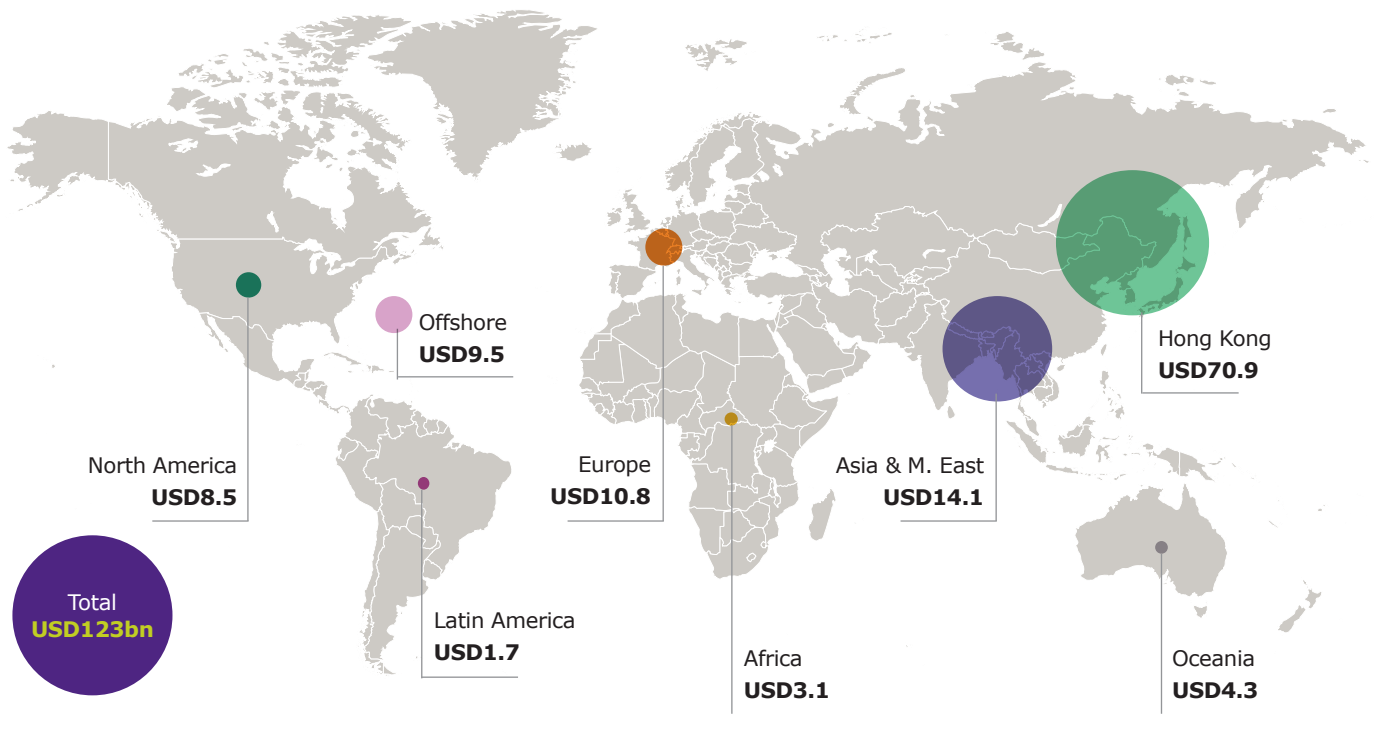 Offshore
USD9.5
Hong Kong
USD70.9
North America
USD8.5
Europe
USD10.8
Asia & M. East
USD14.1
Total
USD123bn
Latin America
USD1.7
Africa
USD3.1
Oceania
USD4.3